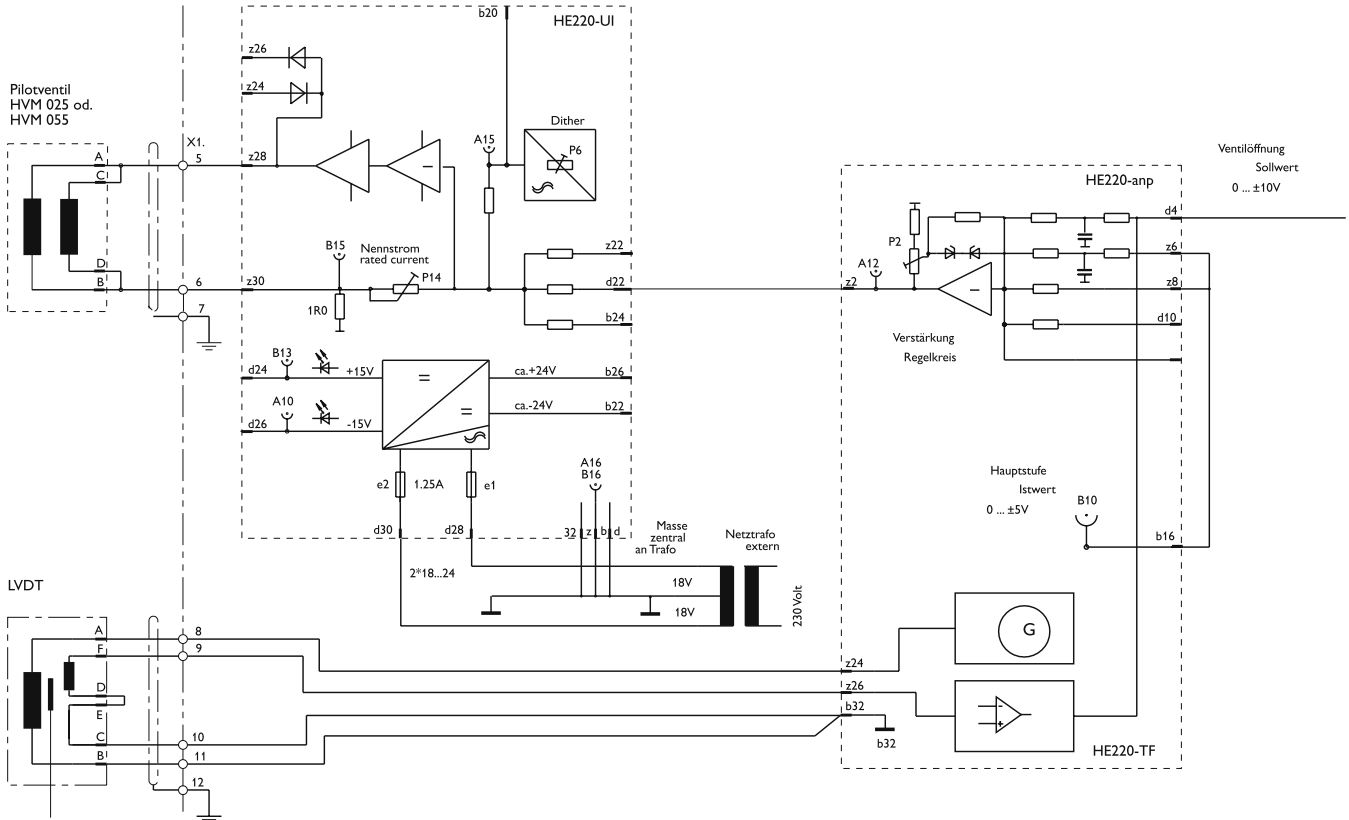 b20
HE220-UI
z26
z24
Pilotventil
HVM 025 od.
HVM 055
X1.
A
C
D
B
5
6
7
z28
z30
A15
Dither
P6
B15
Nennstrom
rated current
P14
1R0
z22
d22
b24
HE220-anp
Ventilöffnung
Sollwert
0 ... ±10V
d4
z6
z8
d10
P2
A12
z2
Verstärkung
Regelkreis
B13
d24
+15V
A10
d26
-15V
=
=
ca.+24V
b26
ca.-24V
b22
e2
1.25A
e1
A16
B16
d30
d28
32
z
b
d
Masse
zentral
an Trafo
Netztrafo
extern
2*18...24
18V
18V
230 Volt
Hauptstufe
Istwert
0 ... ±5V
B10
b16
LVDT
A
F
D
E
C
B
8
9
10
11
12
z24
z26
b32
b32
G
HE220-TF